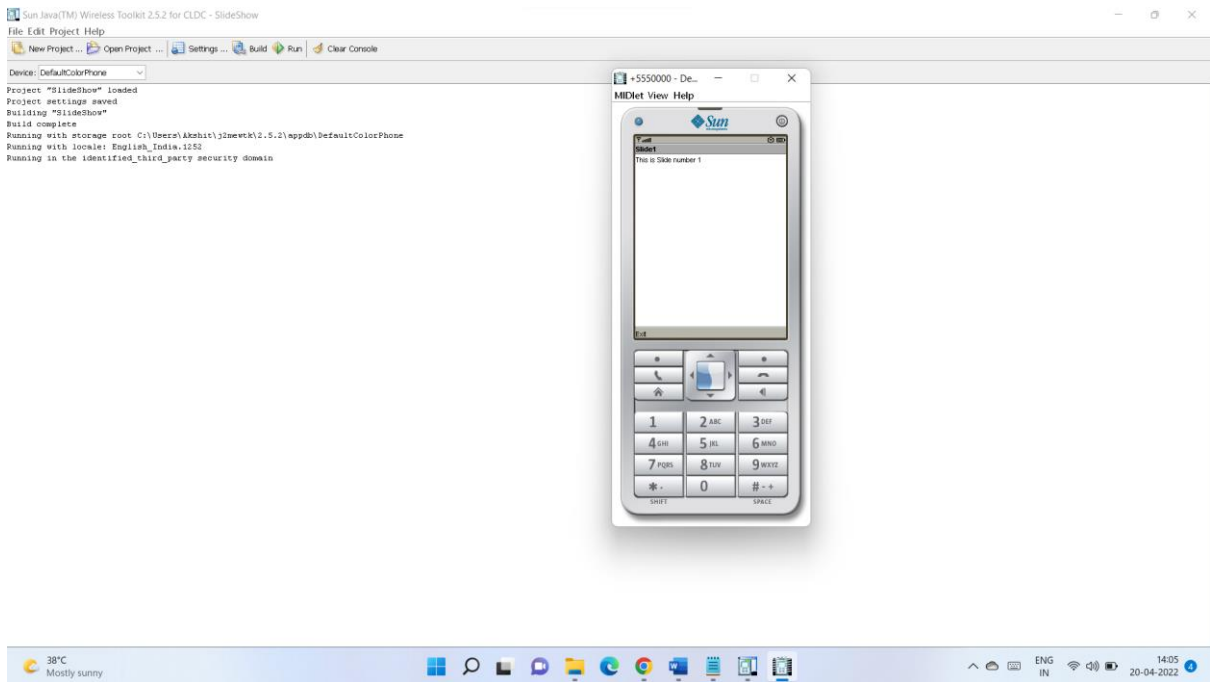 Sun Java(TM) Wireless Toolkit 2.5.2 for CLDC - SlideShow
File Edit Project Help
New Project ... Open Project ... Settings ... Build Run Clear Console
Device: DefaultColorPhone
Project "SlideShow" loaded
Project settings saved
Building "SlideShow"
Build complete
Running with storage root C:\Users\Akshit\j2mewtk\2.5.2\appdb\DefaultColorPhone
Running with locale: English_India.1252
Running in the identified_third_party security domain
+5550000 - De...
MIDlet View Help
Sun
Slide1
This is Slide number 1
Exit
1 2 ABC 3 DEF
4 GHI 5 JKL 6 MNO
7 PQRS 8 TUV 9 WXYZ
* . 0 # - +
SHIFT SPACE
38°C
Mostly sunny
ENG
IN
14:05
20-04-2022
4